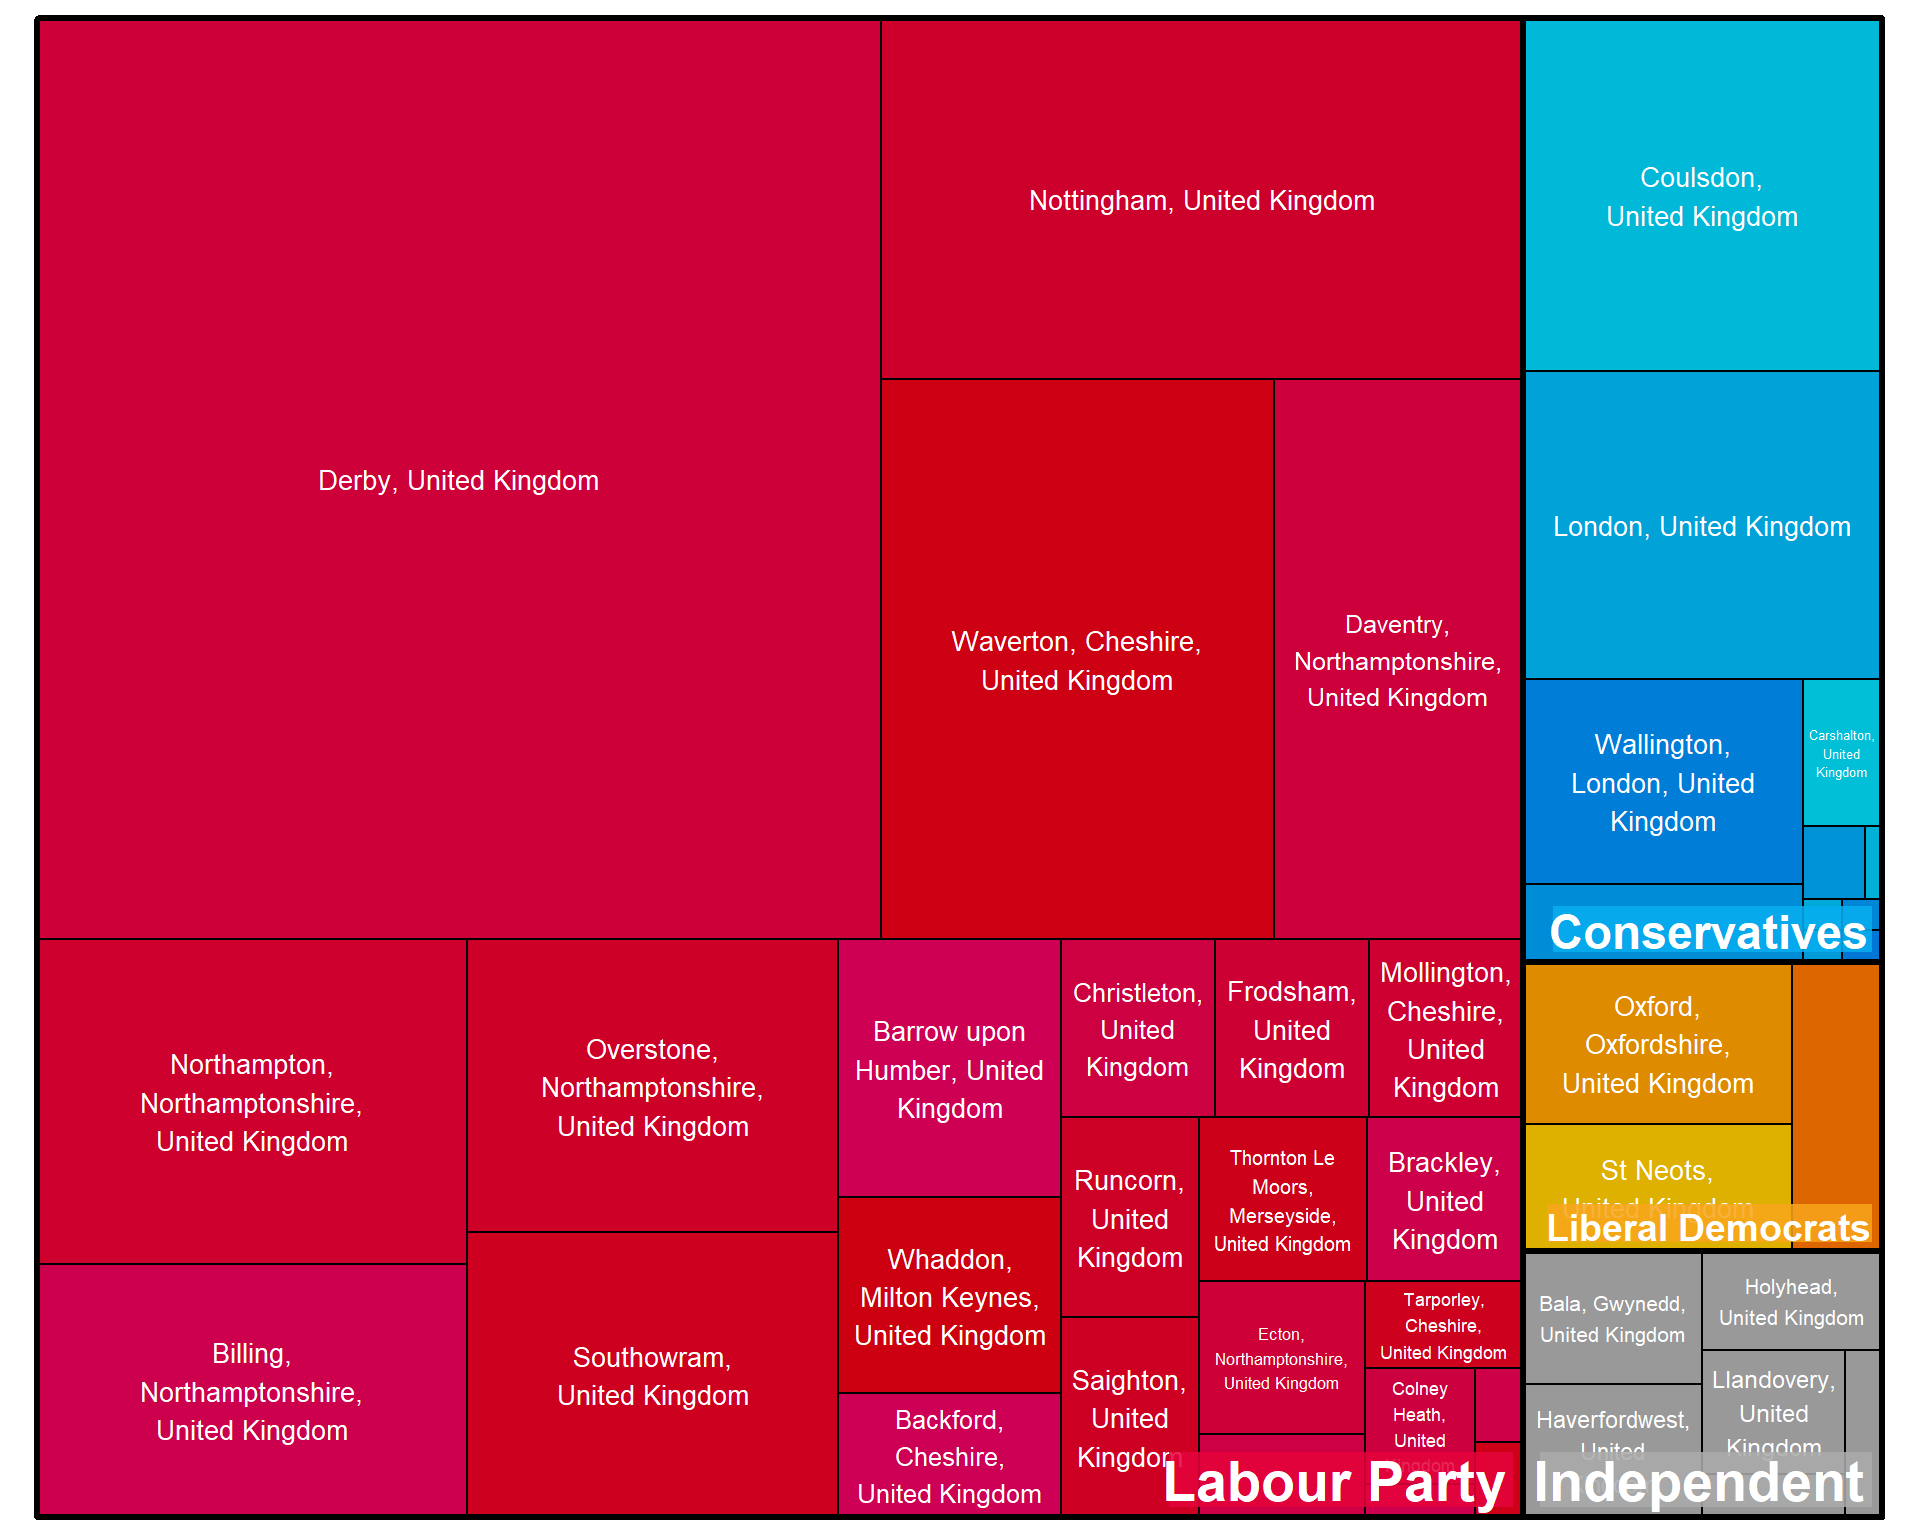 Derby, United Kingdom
Nottingham, United Kingdom
Waverton, Cheshire,
United Kingdom
Daventry,
Northamptonshire,
United Kingdom
Northampton,
Northamptonshire,
United Kingdom
Billing,
Northamptonshire,
United Kingdom
Overstone,
Northamptonshire,
United Kingdom
Southowram,
United Kingdom
Barrow upon
Humber, United
Kingdom
Whaddon,
Milton Keynes,
United Kingdom
Backford,
Cheshire,
United Kingdom
Christleton,
United
Kingdom
Frodsham,
United
Kingdom
Mollington,
Cheshire,
United
Kingdom
Runcorn,
United
Kingdom
Saighton,
United
Kingdom
Thornton Le
Moors,
Merseyside,
United Kingdom
Brackley,
United
Kingdom
Ecton,
Northamptonshire,
United Kingdom
Tarporley,
Cheshire,
United Kingdom
Colney
Heath,
United
Kingdom
Labour Party
Coulsdon,
United Kingdom
London, United Kingdom
Wallington,
London, United
Kingdom
Carshalton,
United
Kingdom
Conservatives
Oxford,
Oxfordshire,
United Kingdom
St Neots,
United Kingdom
Liberal Democrats
Bala, Gwynedd,
United Kingdom
Holyhead,
United Kingdom
Haverfordwest,
United
Llandovery,
United
Kingdom
Independent